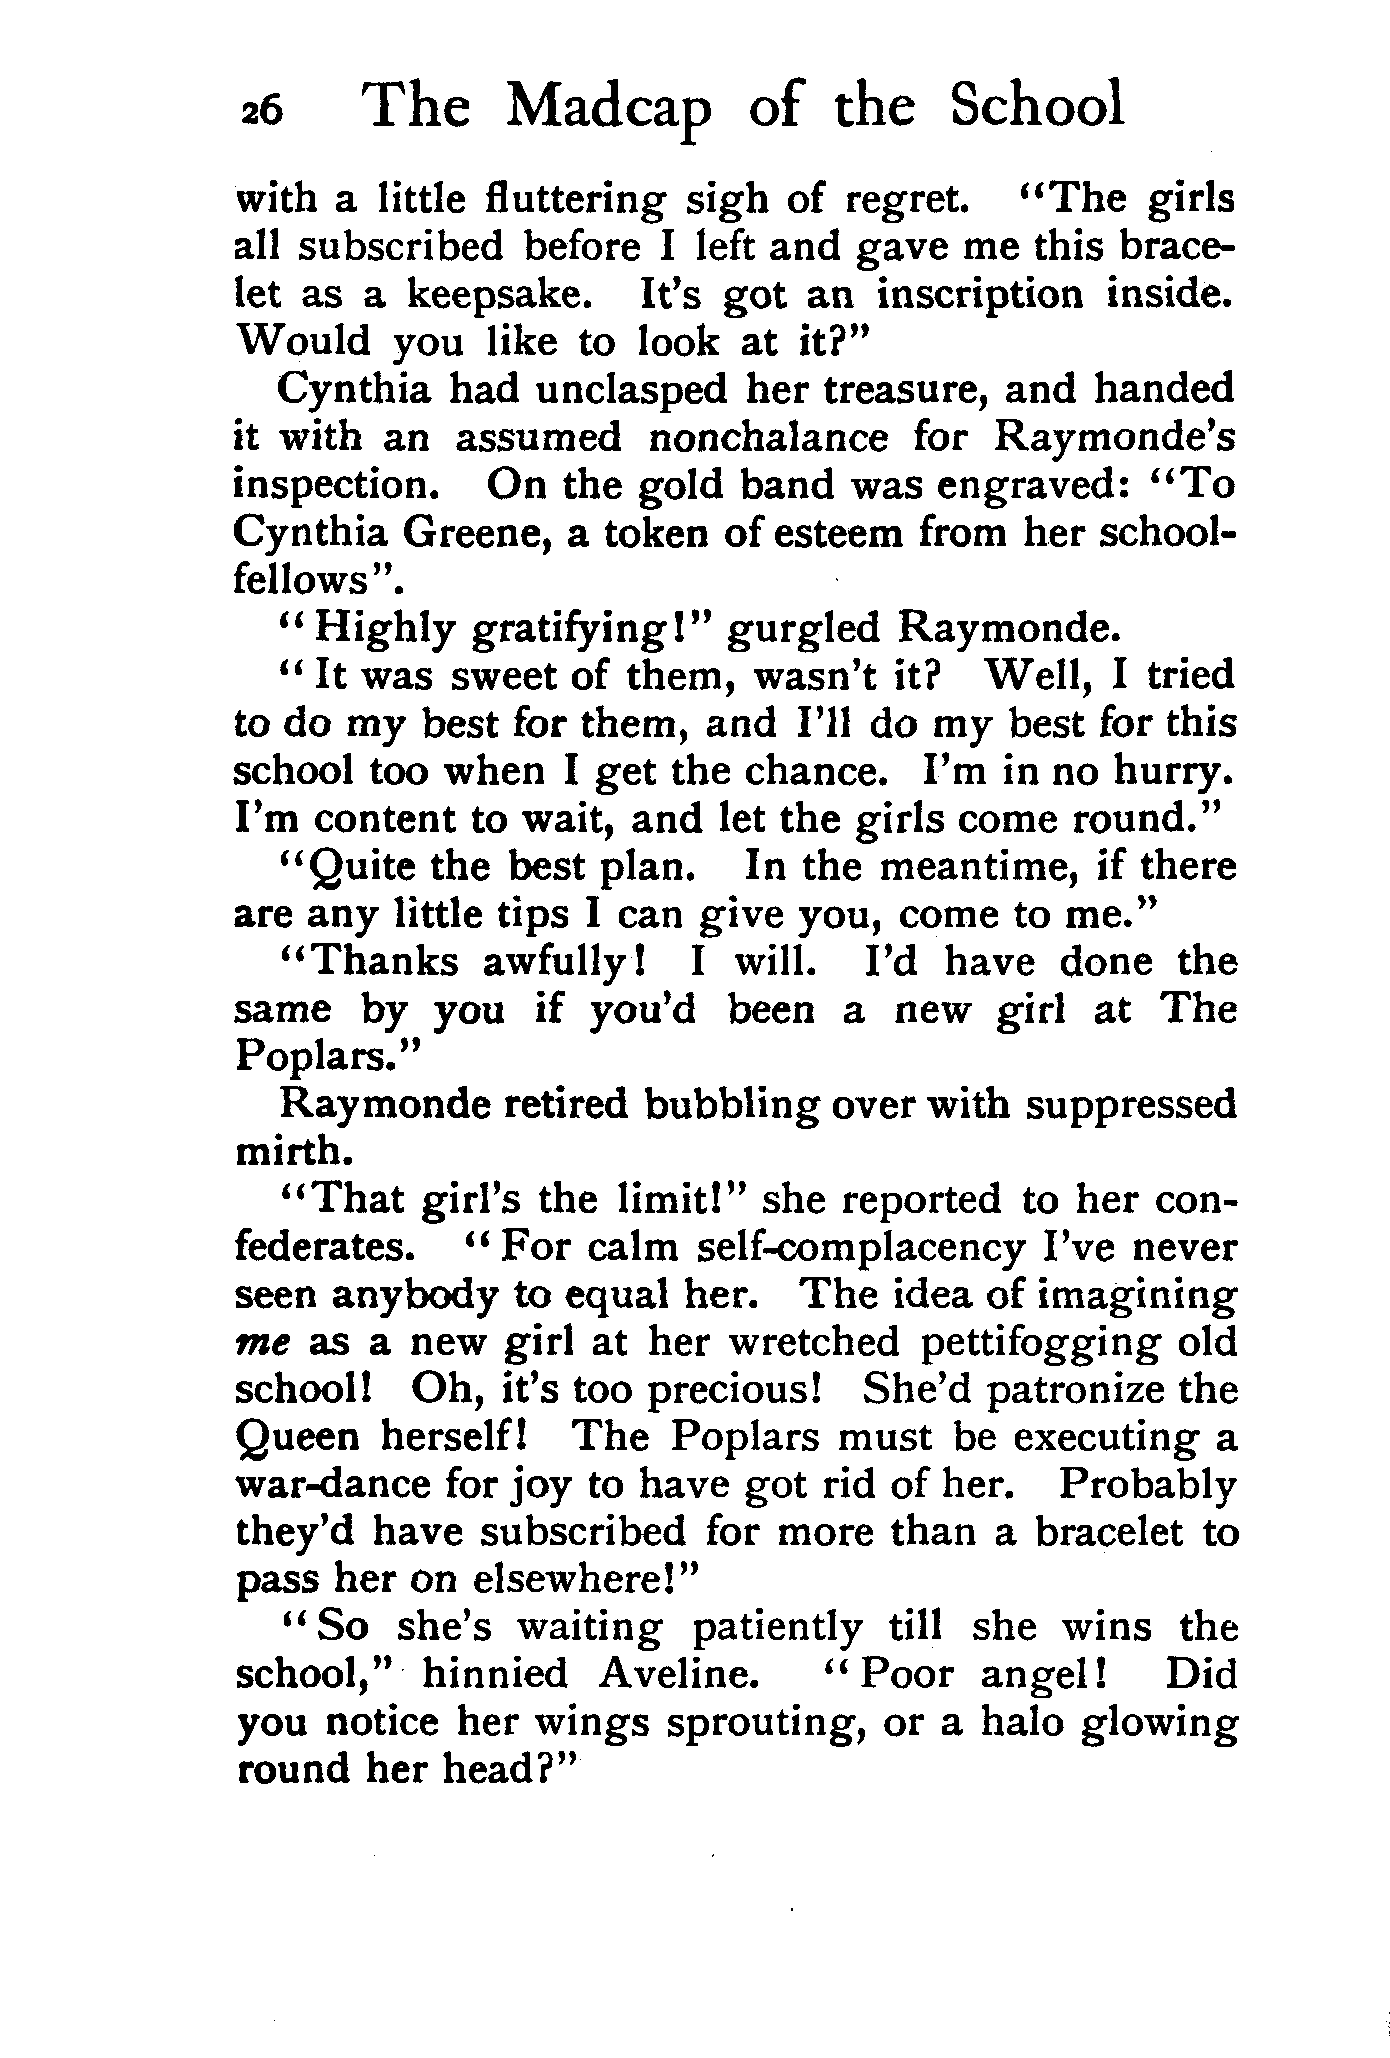 26 The Madcap of the School
with a little fluttering sigh of regret. "The girls
all subscribed before I left and gave me this brace-
let as a keepsake. It's got an inscription inside.
Would you like to look at it?"
Cynthia had unclasped her treasure, and handed
it with an assumed nonchalance for Raymonde's
inspection. On the gold band was engraved: "To
Cynthia Greene, a token of esteem from her school-
fellows".
"Highly gratifying!" gurgled Raymonde.
"It was sweet of them, wasn't it? Well, I tried
to do my best for them, and I'll do my best for this
school too when I get the chance. I'm in no hurry.
I'm content to wait, and let the girls come round."
"Quite the best plan. In the meantime, if there
are any little tips I can give you, come to me."
"Thanks awfully! I will. I'd have done the
same by you if you'd been a new girl at The
Poplars."
Raymonde retired bubbling over with suppressed
mirth.
"That girl's the limit!" she reported to her con-
federates. "For calm self-complacency I've never
seen anybody to equal her. The idea of imagining
me as a new girl at her wretched pettifogging old
school! Oh, it's too precious! She'd patronize the
Queen herself! The Poplars must be executing a
war-dance for joy to have got rid of her. Probably
they'd have subscribed for more than a bracelet to
pass her on elsewhere!"
"So she's waiting patiently till she wins the
school," hinnied Aveline. "Poor angel! Did
you notice her wings sprouting, or a halo glowing
round her head?"